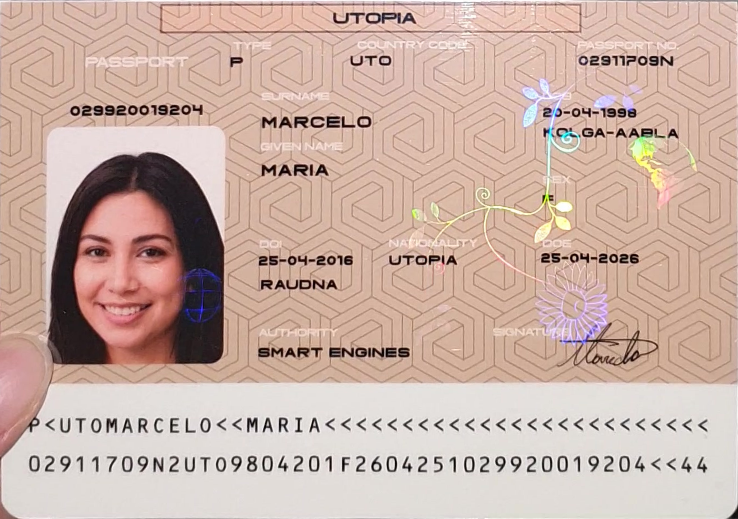 UTOPIA
PASSPORT
TYPE
P
COUNTRY CODE
UTO
PASSPORT NO.
02911709N
029920019204
SURNAME
MARCELO
20-04-1998
KOLGA-AABLA
GIVEN NAME
MARIA
SEX
F
DOI
25-04-2016
RAUDNA
NATIONALITY
UTOPIA
DOE
25-04-2026
AUTHORITY
SMART ENGINES
SIGNATURE
Marcelo
P<UTOMARCELO<<MARIA<<<<<<<<<<<<<<<<<<<<<<<<<
02911709N2UTO9804201F2604251029920019204<<44